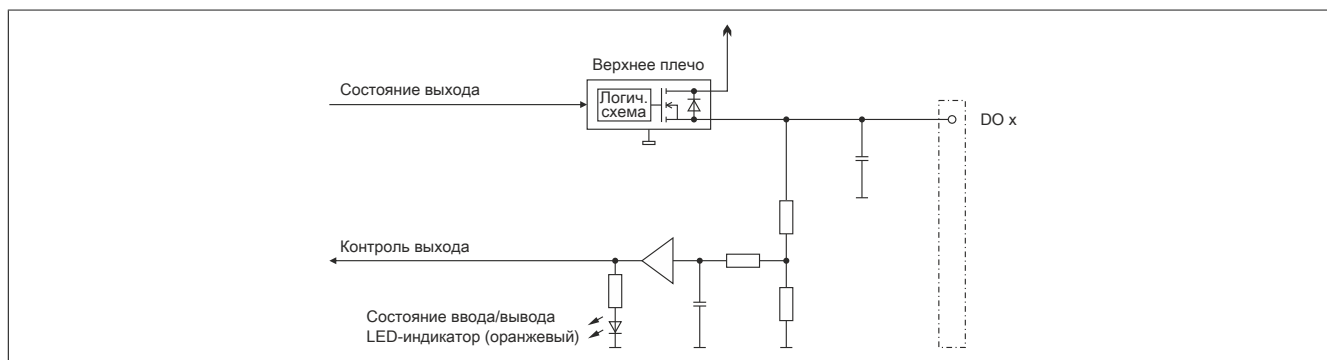 Верхнее плечо
Состояние выхода
Логич.
схема
DO x
Контроль выхода
Состояние ввода/вывода
LED-индикатор (оранжевый)